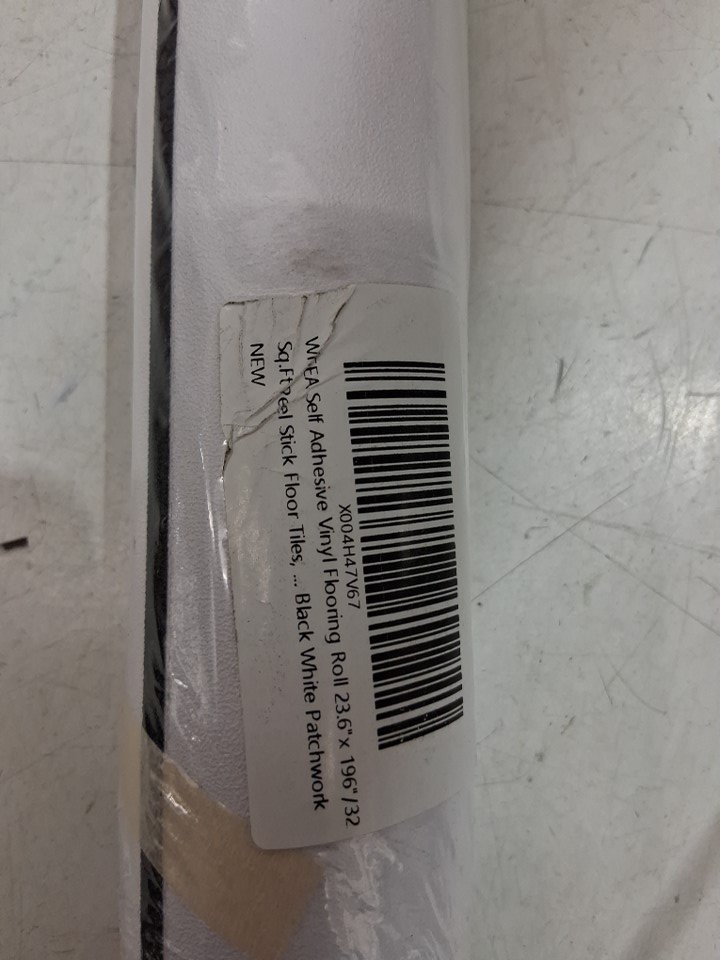 X004H47V67
Self Adhesive Vinyl Flooring Roll 23.6"x 196"/32
Sq.Ft Peel Stick Floor Tiles, ... Black White Patchwork
NEW